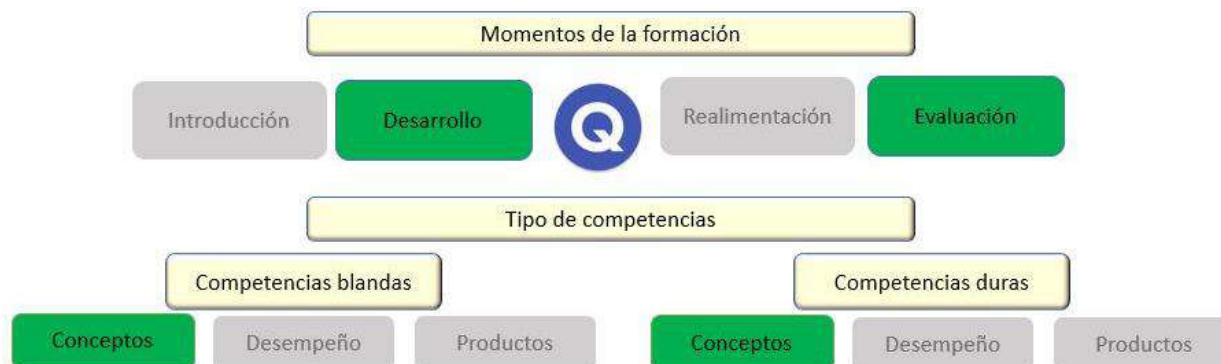 Momentos de la formación
Introducción Desarrollo Q Realimentación Evaluación
Tipo de competencias
Competencias blandas Competencias duras
Conceptos Desempeño Productos Conceptos Desempeño Productos